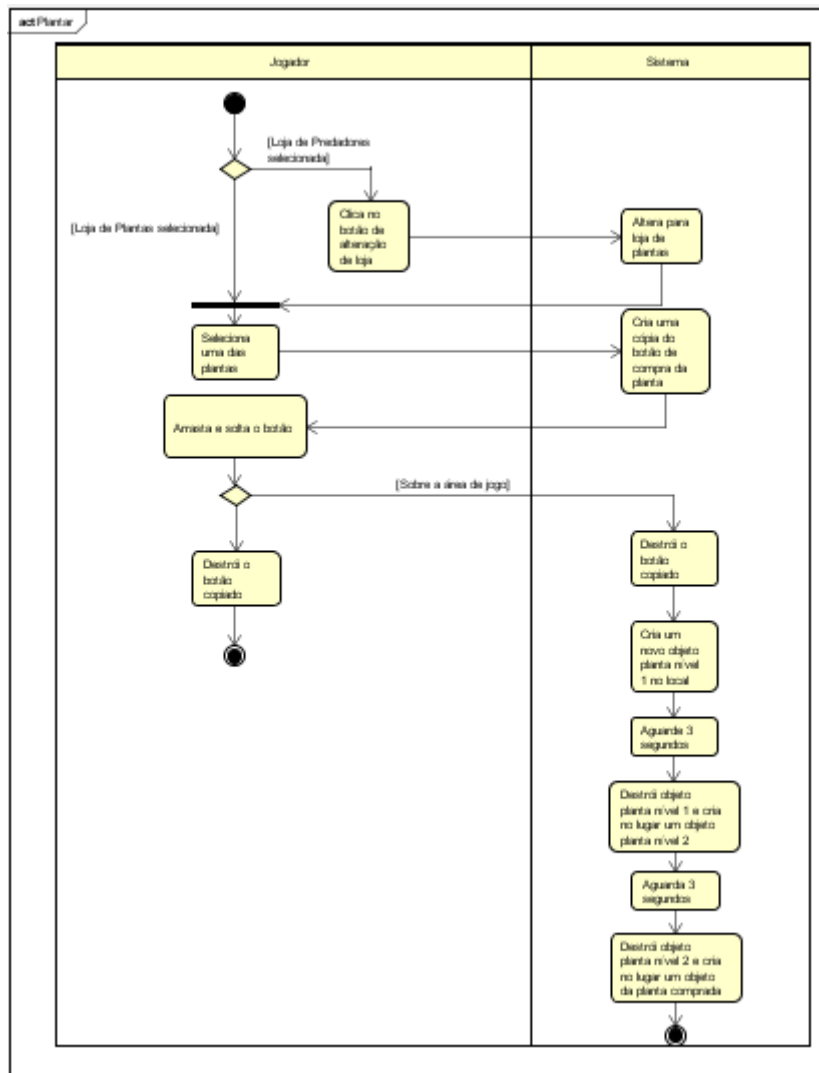 act Plantar
Jogador
Sistema
[Loja de Predadores
selecionada]
[Loja de Plantas selecionada]
Clica no
botão de
alteração
de loja
Altera para
loja de
plantas
Seleciona
uma das
plantas
Cria uma
cópia do
botão de
compra da
planta
Arrasta e solta o botão
[Sobre a área de jogo]
Destrói o
botão
copiado
Destrói o
botão
copiado
Cria um
novo objeto
planta nível
1 no local
Aguarde 3
segundos
Destrói objeto
planta nível 1 e cria
no lugar um objeto
planta nível 2
Aguarda 3
segundos
Destrói objeto
planta nível 2 e cria
no lugar um objeto
da planta comprada